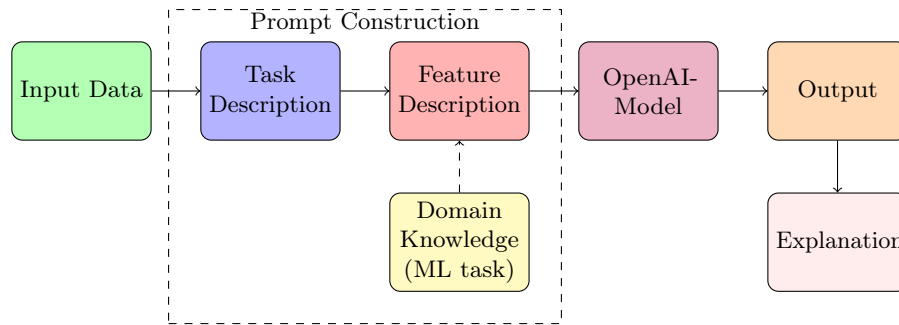 Prompt Construction
Input Data
Task
Description
Feature
Description
OpenAI-
Model
Output
Domain
Knowledge
(ML task)
Explanation